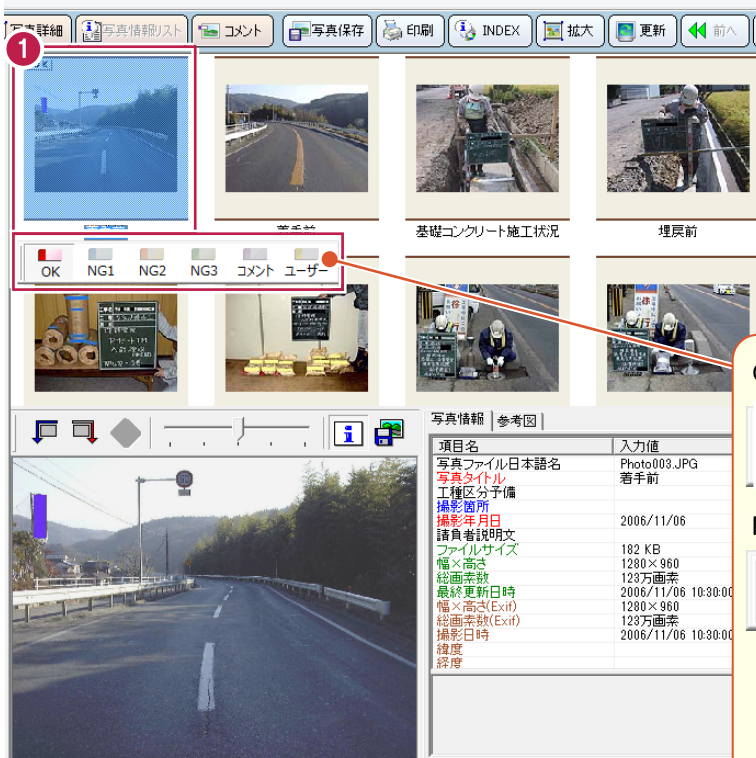 写真詳細 写真情報リスト コメント 写真保存 印刷 INDEX 拡大 更新 前へ
1
OK
着手前
基礎コンクリート施工状況
埋戻前
OK NG1 NG2 NG3 コメント ユーザー
写真情報 参考図
項目名 入力値
写真ファイル日本語名 Photo003.JPG
写真タイトル 着手前
工種区分予備
撮影箇所
撮影年月日 2006/11/06
請負者説明文
ファイルサイズ 182 KB
幅×高さ 1280×960
総画素数 123万画素
最終更新日時 2006/11/06 10:30:00
幅×高さ(Exif) 1280×960
総画素数(Exif) 123万画素
撮影日時 2006/11/06 10:30:00
緯度
経度